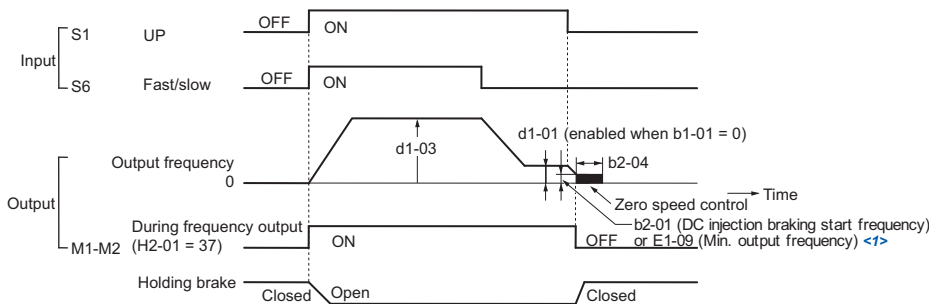 Input
S1 UP OFF ON
S6 Fast/slow OFF ON
d1-01 (enabled when b1-01 = 0)
d1-03
b2-04
Output frequency
0
Time
Output
Zero speed control
b2-01 (DC injection braking start frequency)
or E1-09 (Min. output frequency) <1>
During frequency output
(H2-01 = 37)
M1-M2 ON OFF
Holding brake Closed Open Closed